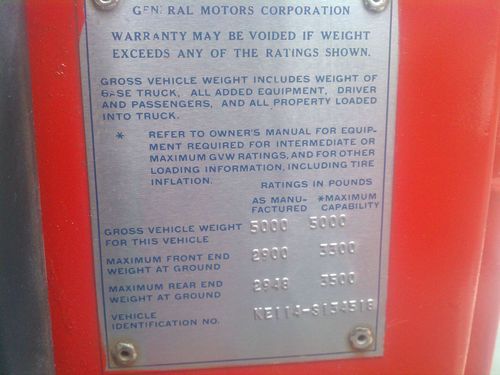 GENERAL MOTORS CORPORATION
WARRANTY MAY BE VOIDED IF WEIGHT
EXCEEDS ANY OF THE RATINGS SHOWN.
GROSS VEHICLE WEIGHT INCLUDES WEIGHT OF
BASE TRUCK, ALL ADDED EQUIPMENT, DRIVER
AND PASSENGERS, AND ALL PROPERTY LOADED
INTO TRUCK.
* REFER TO OWNER'S MANUAL FOR EQUIP-
MENT REQUIRED FOR INTERMEDIATE OR
MAXIMUM GVW RATINGS, AND FOR OTHER
LOADING INFORMATION, INCLUDING TIRE
INFLATION.
RATINGS IN POUNDS
AS MANU- *MAXIMUM
FACTURED CAPABILITY
GROSS VEHICLE WEIGHT 5000 5000
FOR THIS VEHICLE
MAXIMUM FRONT END 2900 3300
WEIGHT AT GROUND
MAXIMUM REAR END 2948 3500
WEIGHT AT GROUND
VEHICLE KE114-S134518
IDENTIFICATION NO.